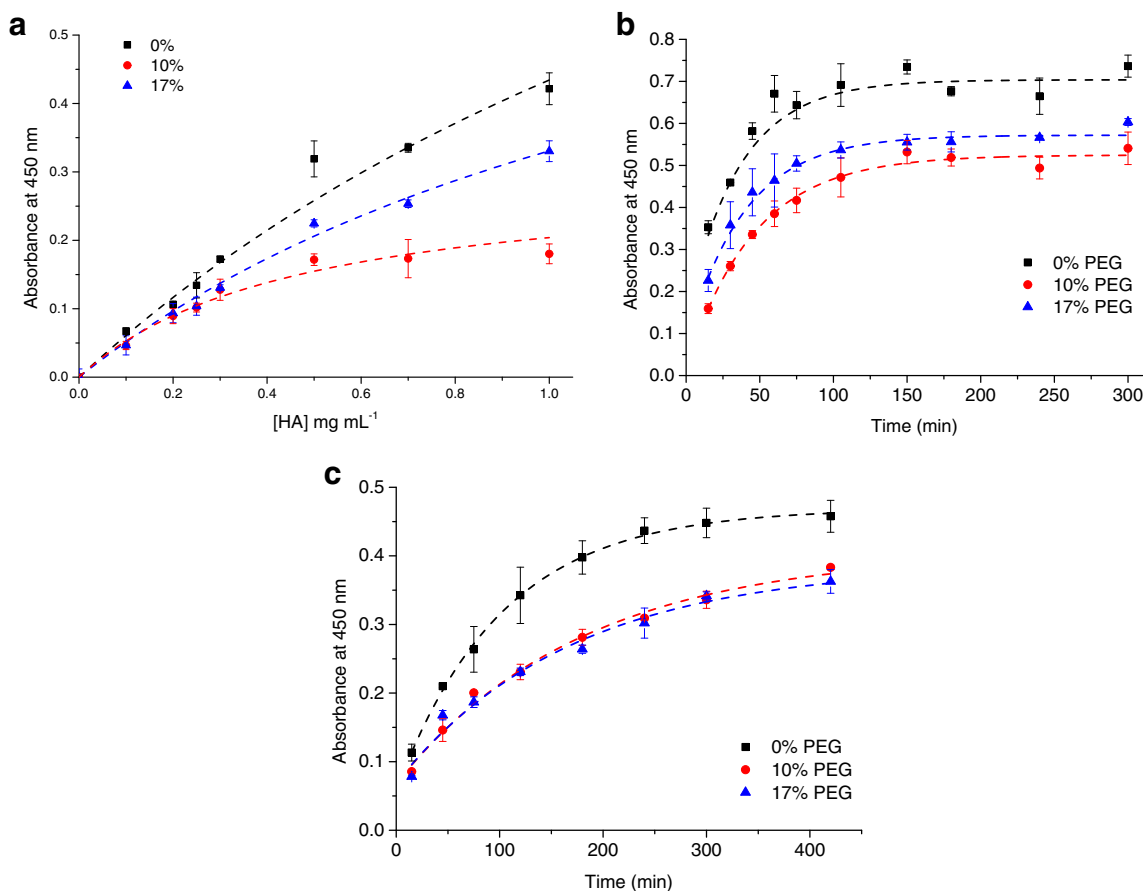 a
0%
10%
17%
0.5
0.4
0.3
0.2
0.1
0.0
Absorbance at 450 nm
0.0 0.2 0.4 0.6 0.8 1.0
[HA] mg mL⁻¹
b
0.8
0.7
0.6
0.5
0.4
0.3
0.2
0.1
0.0
Absorbance at 450 nm
0% PEG
10% PEG
17% PEG
0 50 100 150 200 250 300
Time (min)
c
0.5
0.4
0.3
0.2
0.1
0.0
Absorbance at 450 nm
0% PEG
10% PEG
17% PEG
0 100 200 300 400
Time (min)